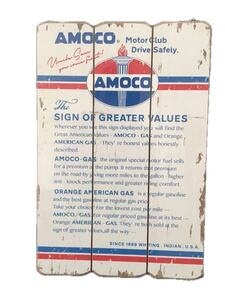 AMOCO® Motor Club
Drive Safely.
AMOCO
The
SIGN OF GREATER VALUES
Wherever you see this sign displayed you will find the
Great American Values - AMOCO - GAS and Orange
AMERICAN GAS - They' re honest values honestly
described.
AMOCO-GAS the original special motor fuel sells
for a premium at the pump it returns that premium
on the road by giving more miles to the gallon . higher
anti - knock performance and greater riding comfort.
ORANGE AMERICAN GAS is a regular gasoline
and the best gasoline at regular gas price.
Take your choice! For the lowest cost per mile —
AMOCO-GAS. For regular priced gasoline at its best —
Orange American - GAS. They' re both sold at the
sign of greater values, all the way
SINCE 1889 WHITING, INDIAN , U.S.A.